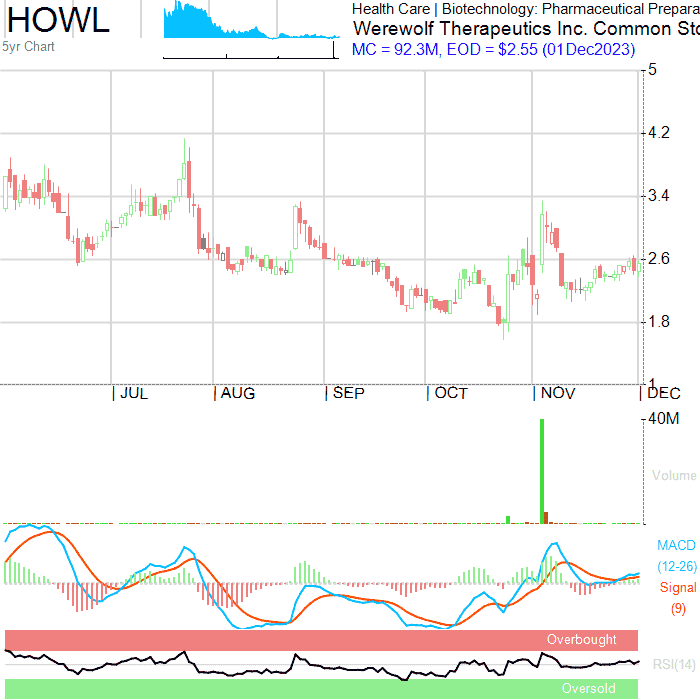 HOWL
5yr Chart
Health Care | Biotechnology: Pharmaceutical Prepara
Werewolf Therapeutics Inc. Common Sto
MC = 92.3M, EOD = $2.55 (01Dec2023)
5
4.2
3.4
2.6
1.8
1
JUL AUG SEP OCT NOV DEC
40M
Volume
MACD
(12-26)
Signal
(9)
Overbought
RSI(14)
Oversold